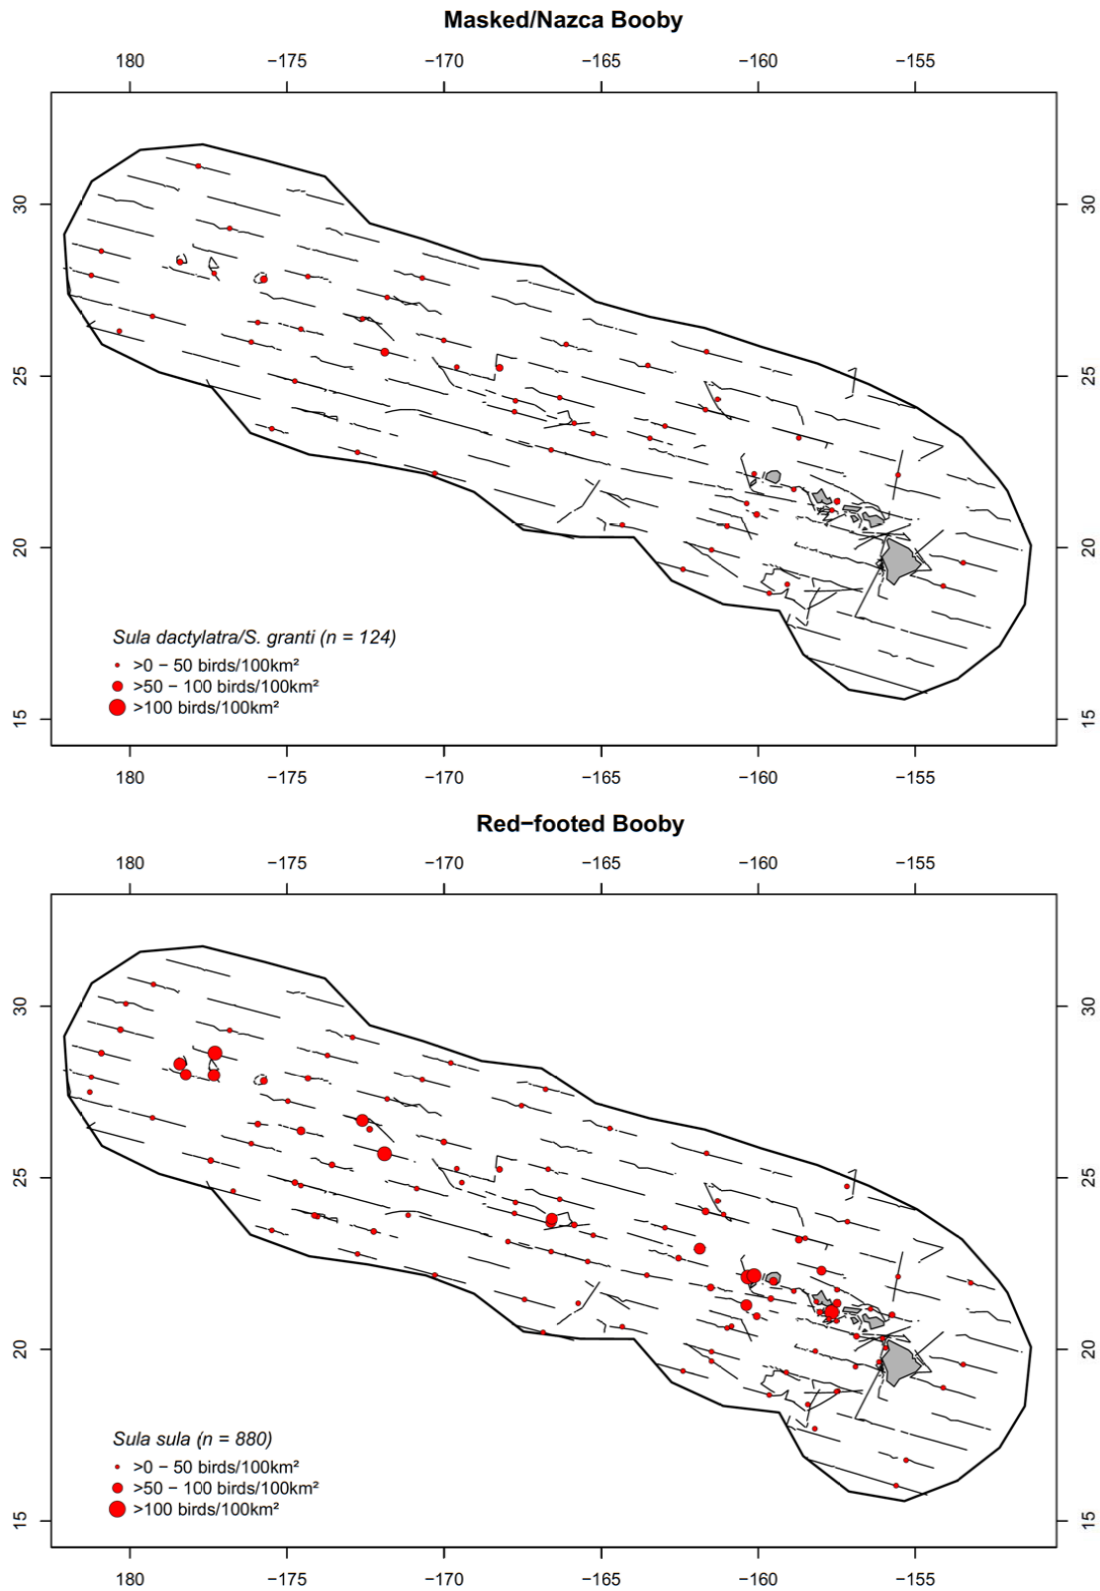 Masked/Nazca Booby
180 −175 −170 −165 −160 −155
30 30
25 25
20 20
15 15
Sula dactylatra/S. granti (n = 124)
>0 − 50 birds/100km²
>50 − 100 birds/100km²
>100 birds/100km²
180 −175 −170 −165 −160 −155
Red−footed Booby
180 −175 −170 −165 −160 −155
30 30
25 25
20 20
15 15
Sula sula (n = 880)
>0 − 50 birds/100km²
>50 − 100 birds/100km²
>100 birds/100km²
180 −175 −170 −165 −160 −155